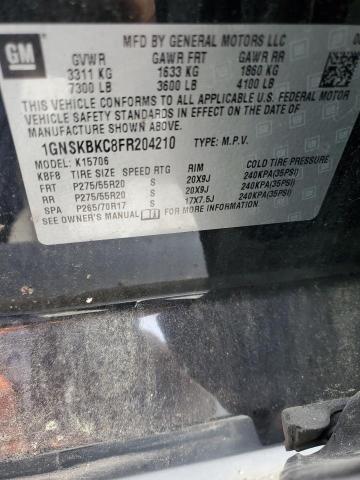 GM
MFD BY GENERAL MOTORS LLC
GVWR GAWR FRT GAWR RR
3311 KG 1633 KG 1860 KG
7300 LB 3600 LB 4100 LB
THIS VEHICLE CONFORMS TO ALL APPLICABLE U.S. FEDERAL MOTOR
VEHICLE SAFETY STANDARDS IN EFFECT ON THE DATE OF
MANUFACTURE SHOWN ABOVE.
1GNSKBKC8FR204210 TYPE: M.P.V.
K15706
KBFB TIRE SIZE SPEED RTG RIM COLD TIRE PRESSURE
FRT P275/55R20 S 20X9J 240KPA(35PSI)
RR P275/55R20 S 20X9J 240KPA(35PSI)
SPA P265/70R17 S 17X7.5J 240KPA(35PSI)
SEE OWNER'S MANUAL FOR MORE INFORMATION.